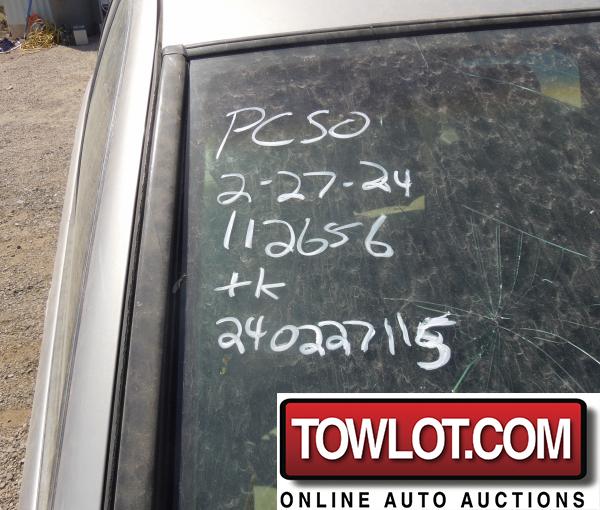 PCSO
2-27-24
112656
tk
240227115
TOWLOT.COM
ONLINE AUTO AUCTIONS